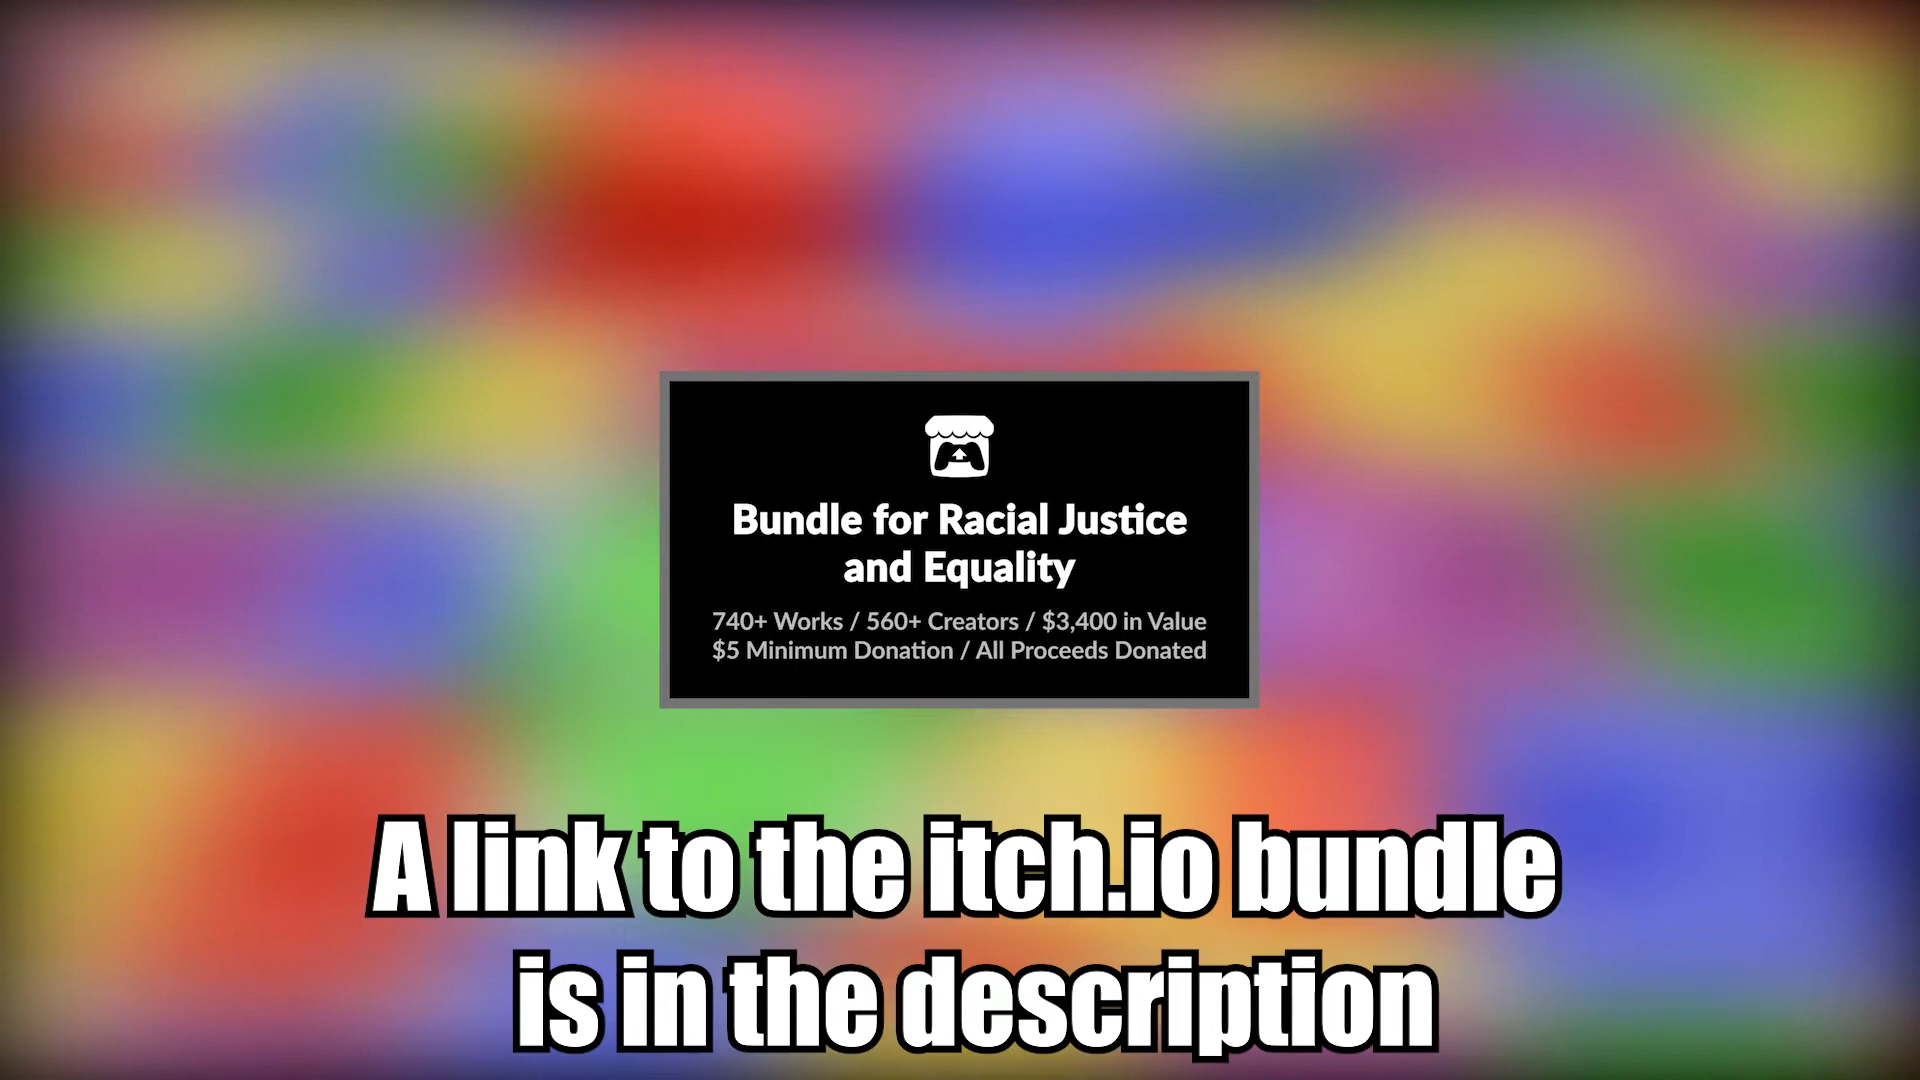 Bundle for Racial Justice
and Equality
740+ Works / 560+ Creators / $3,400 in Value
$5 Minimum Donation / All Proceeds Donated
A link to the itch.io bundle
is in the description